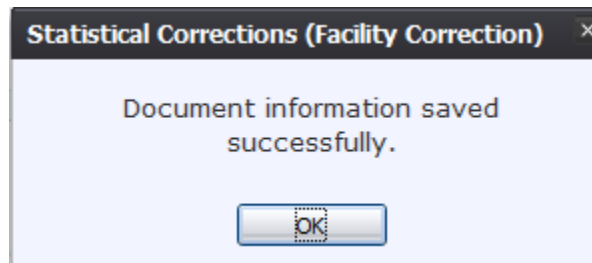 Statistical Corrections (Facility Correction)
Document information saved
successfully.
OK